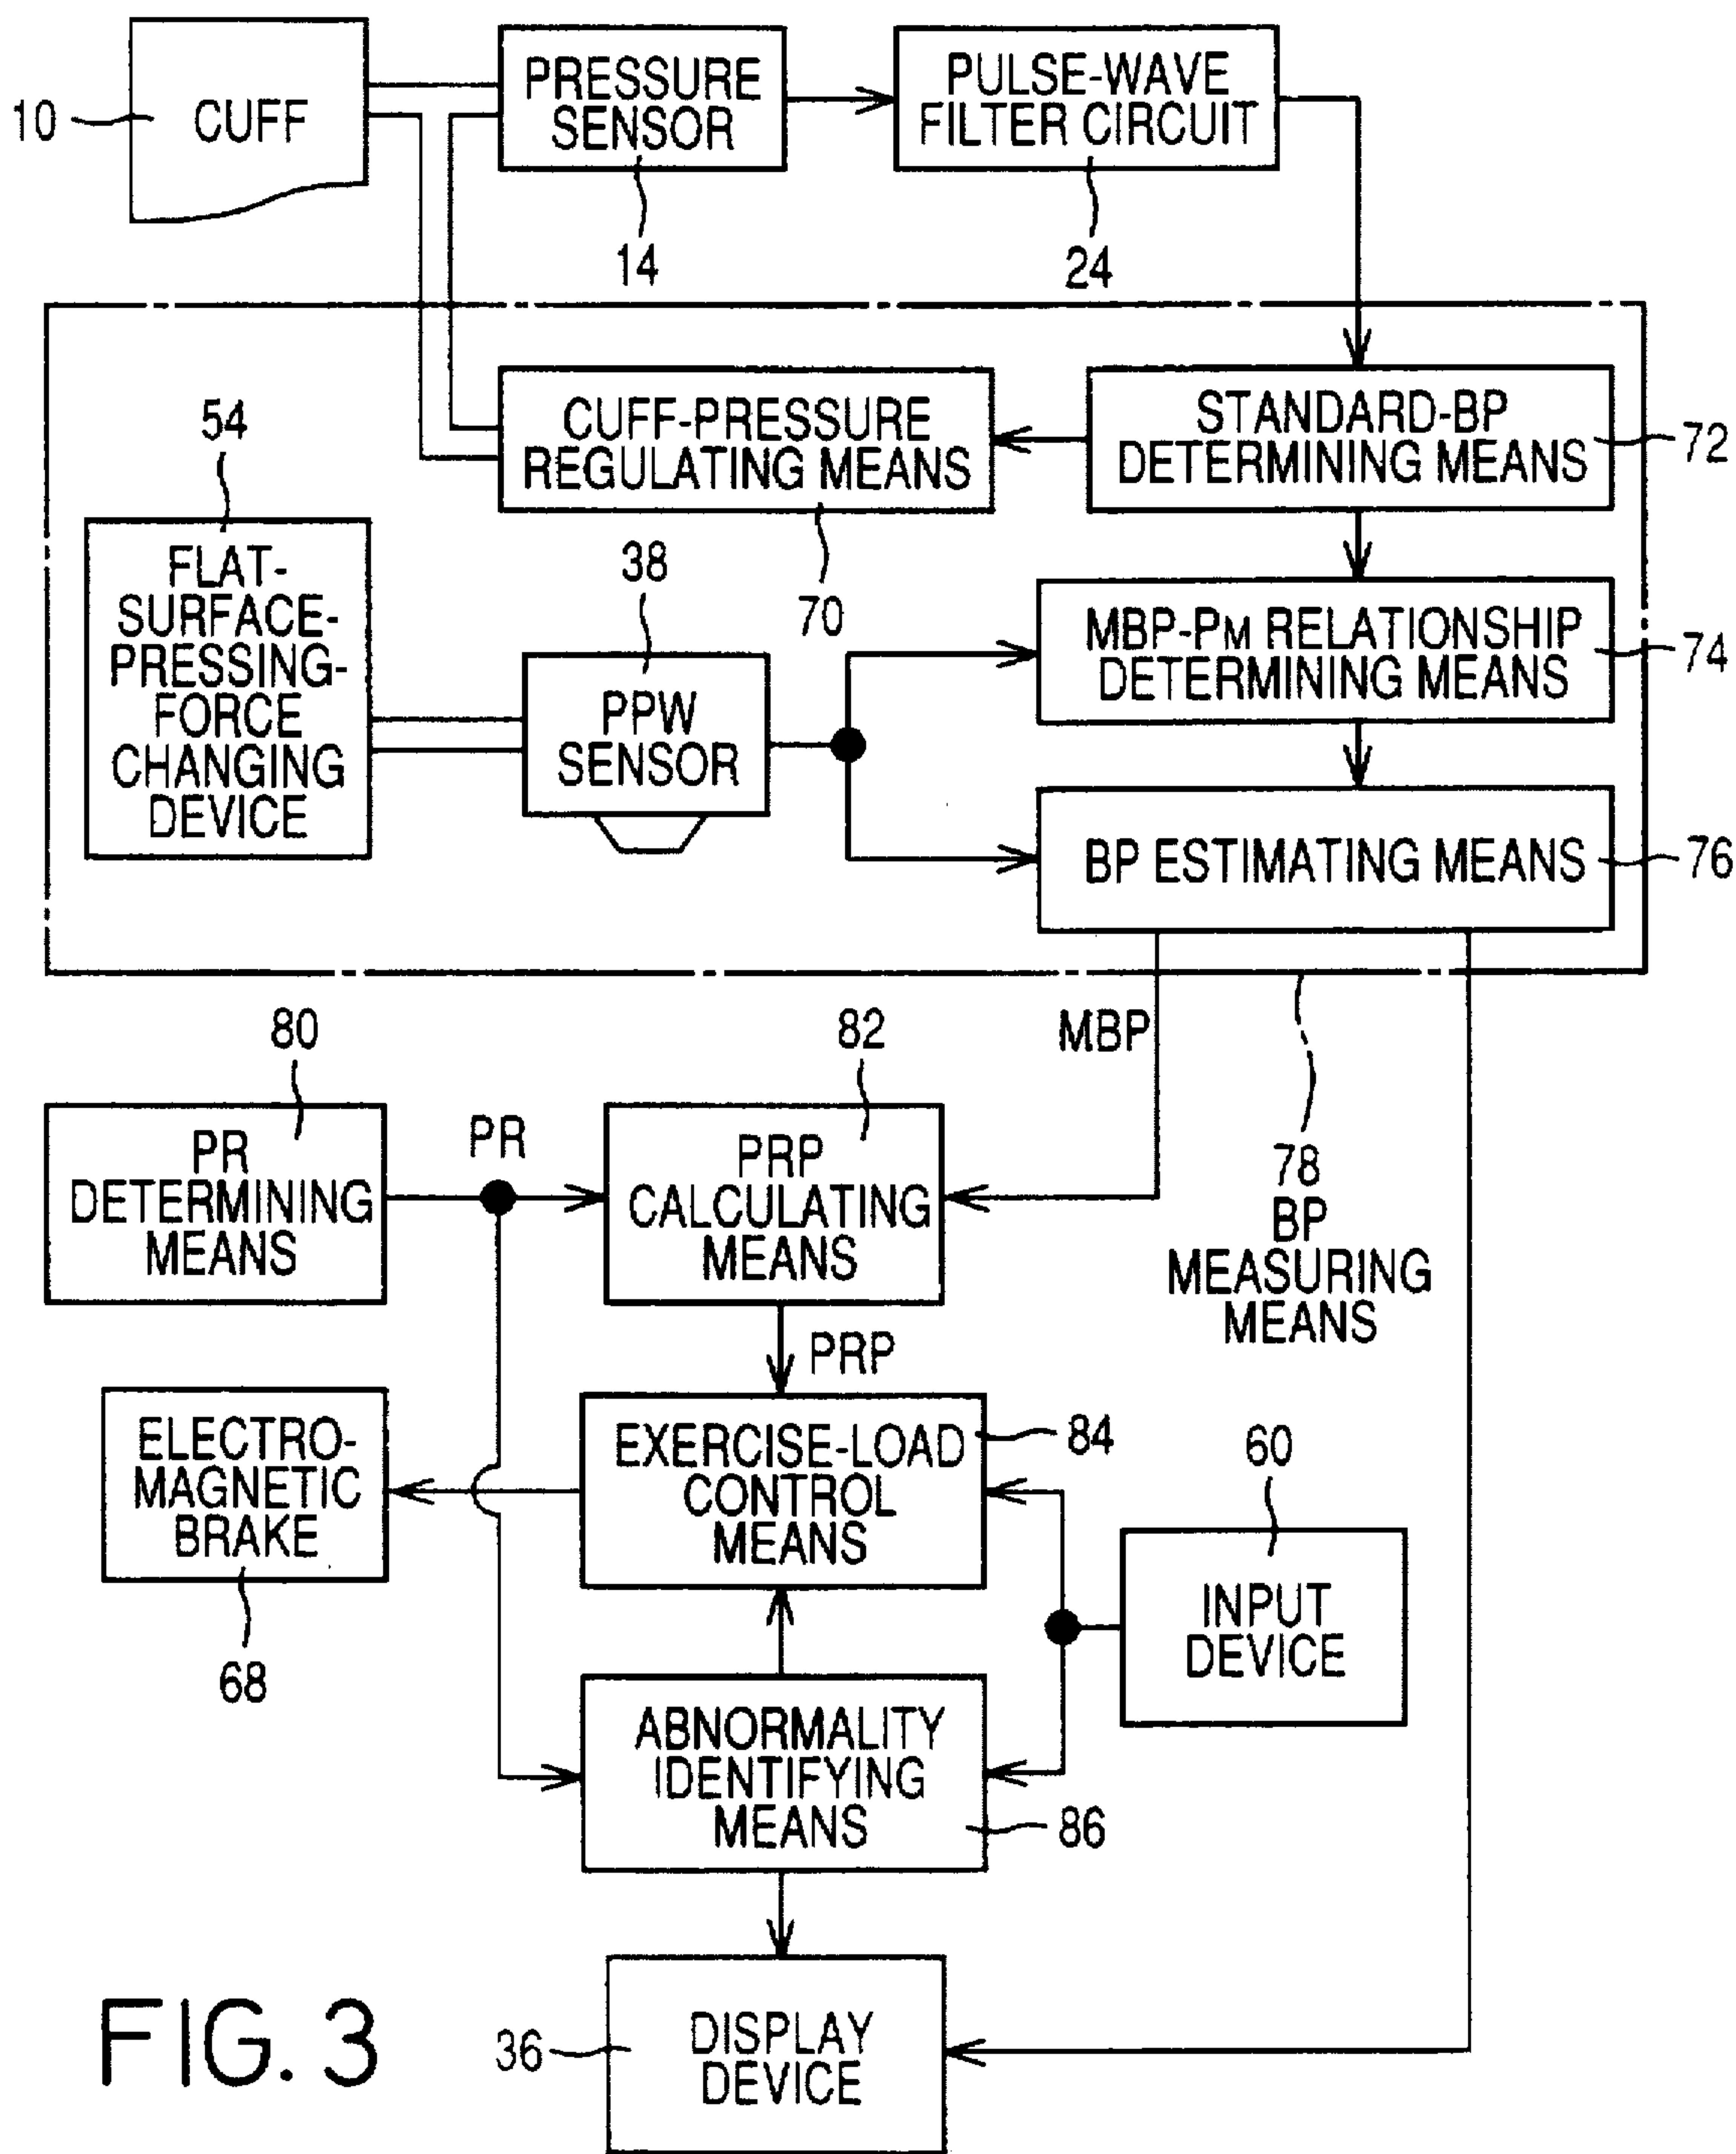 10
CUFF
PRESSURE
SENSOR
14
PULSE-WAVE
FILTER CIRCUIT
24
54
FLAT-
SURFACE-
PRESSING-
FORCE
CHANGING
DEVICE
CUFF-PRESSURE
REGULATING MEANS
70
STANDARD-BP
DETERMINING MEANS
72
38
PPW
SENSOR
MBP-PM RELATIONSHIP
DETERMINING MEANS
74
BP ESTIMATING MEANS
76
MBP
78
BP
MEASURING
MEANS
80
PR
DETERMINING
MEANS
PR
82
PRP
CALCULATING
MEANS
PRP
ELECTRO-
MAGNETIC
BRAKE
68
EXERCISE-LOAD
CONTROL
MEANS
84
60
INPUT
DEVICE
ABNORMALITY
IDENTIFYING
MEANS
86
36
DISPLAY
DEVICE
FIG. 3